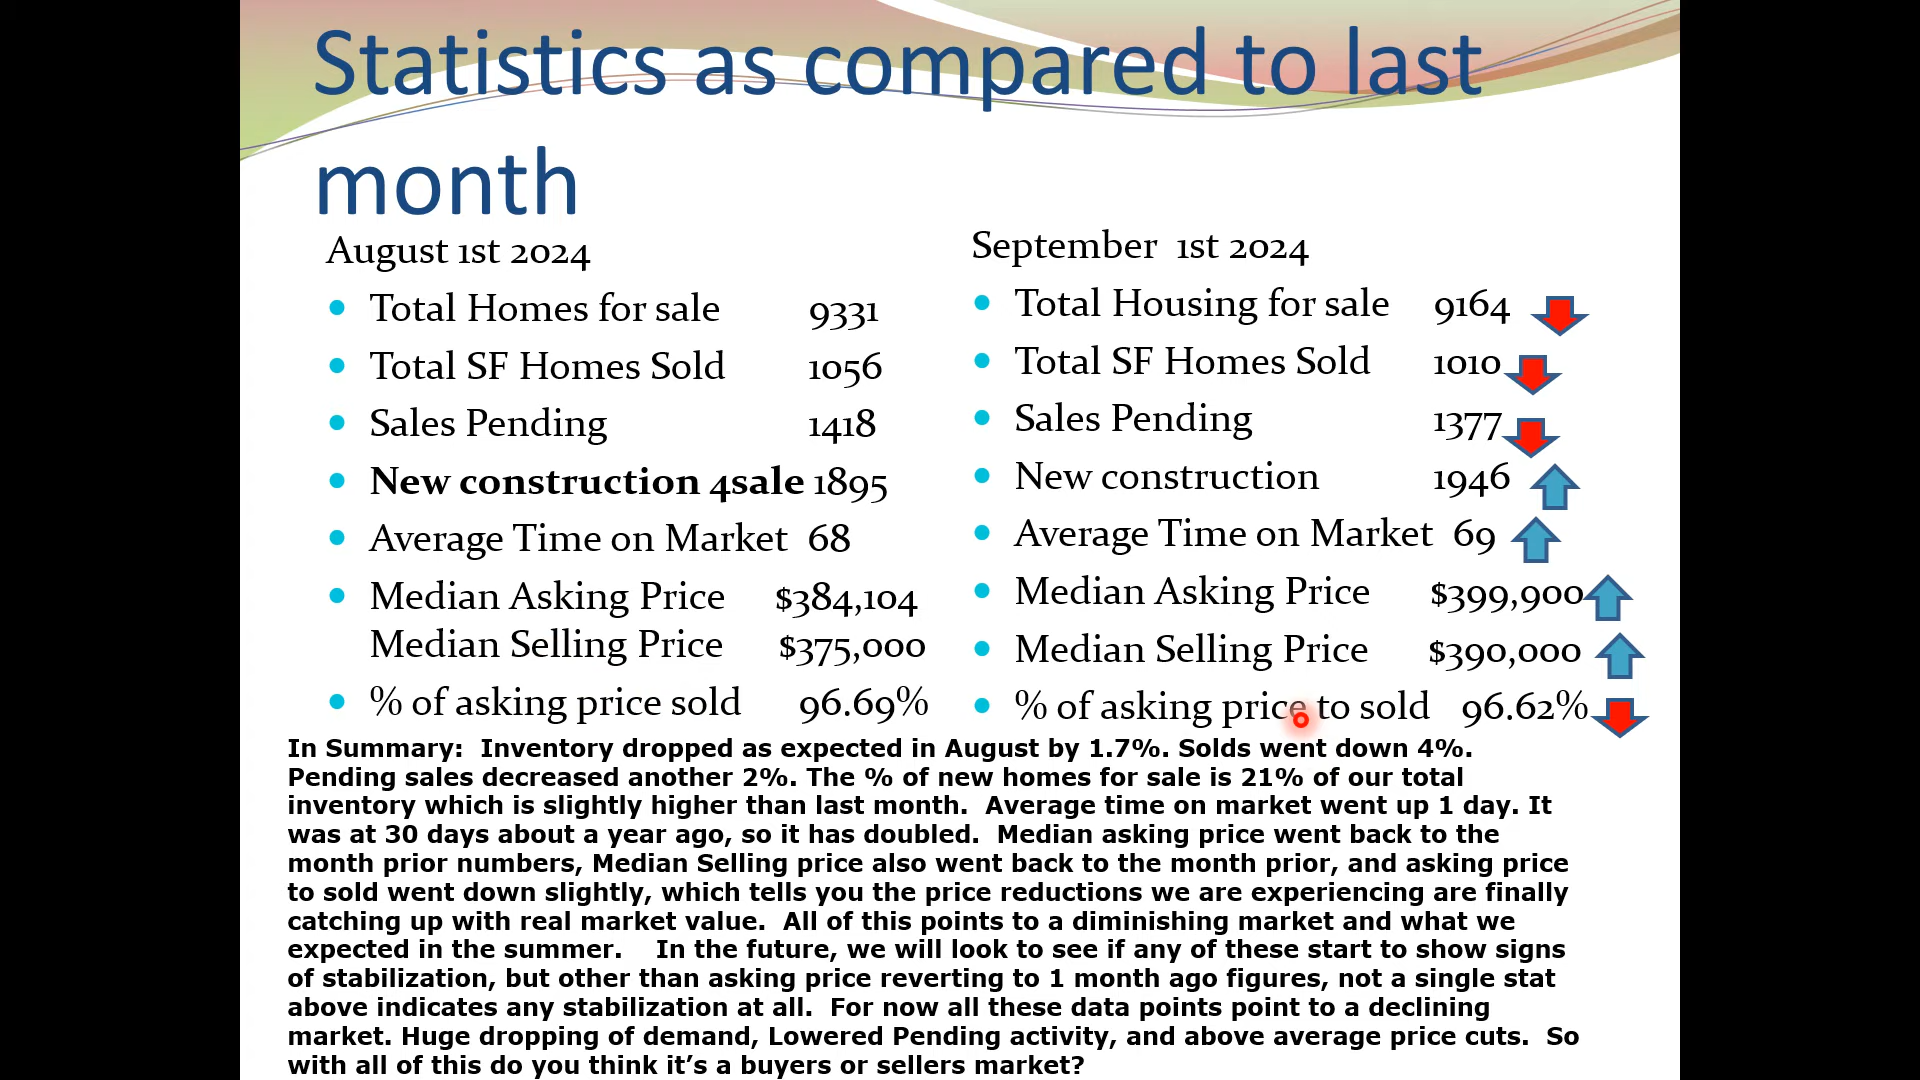 Statistics as compared to last
month
August 1st 2024
Total Homes for sale 9331
Total SF Homes Sold 1056
Sales Pending 1418
New construction 4sale 1895
Average Time on Market 68
Median Asking Price $384,104
Median Selling Price $375,000
% of asking price sold 96.69%
September 1st 2024
Total Housing for sale 9164
Total SF Homes Sold 1010
Sales Pending 1377
New construction 1946
Average Time on Market 69
Median Asking Price $399,900
Median Selling Price $390,000
% of asking price to sold 96.62%
In Summary: Inventory dropped as expected in August by 1.7%. Solds went down 4%.
Pending sales decreased another 2%. The % of new homes for sale is 21% of our total
inventory which is slightly higher than last month. Average time on market went up 1 day. It
was at 30 days about a year ago, so it has doubled. Median asking price went back to the
month prior numbers, Median Selling price also went back to the month prior, and asking price
to sold went down slightly, which tells you the price reductions we are experiencing are finally
catching up with real market value. All of this points to a diminishing market and what we
expected in the summer. In the future, we will look to see if any of these start to show signs
of stabilization, but other than asking price reverting to 1 month ago figures, not a single stat
above indicates any stabilization at all. For now all these data points point to a declining
market. Huge dropping of demand, Lowered Pending activity, and above average price cuts. So
with all of this do you think it’s a buyers or sellers market?